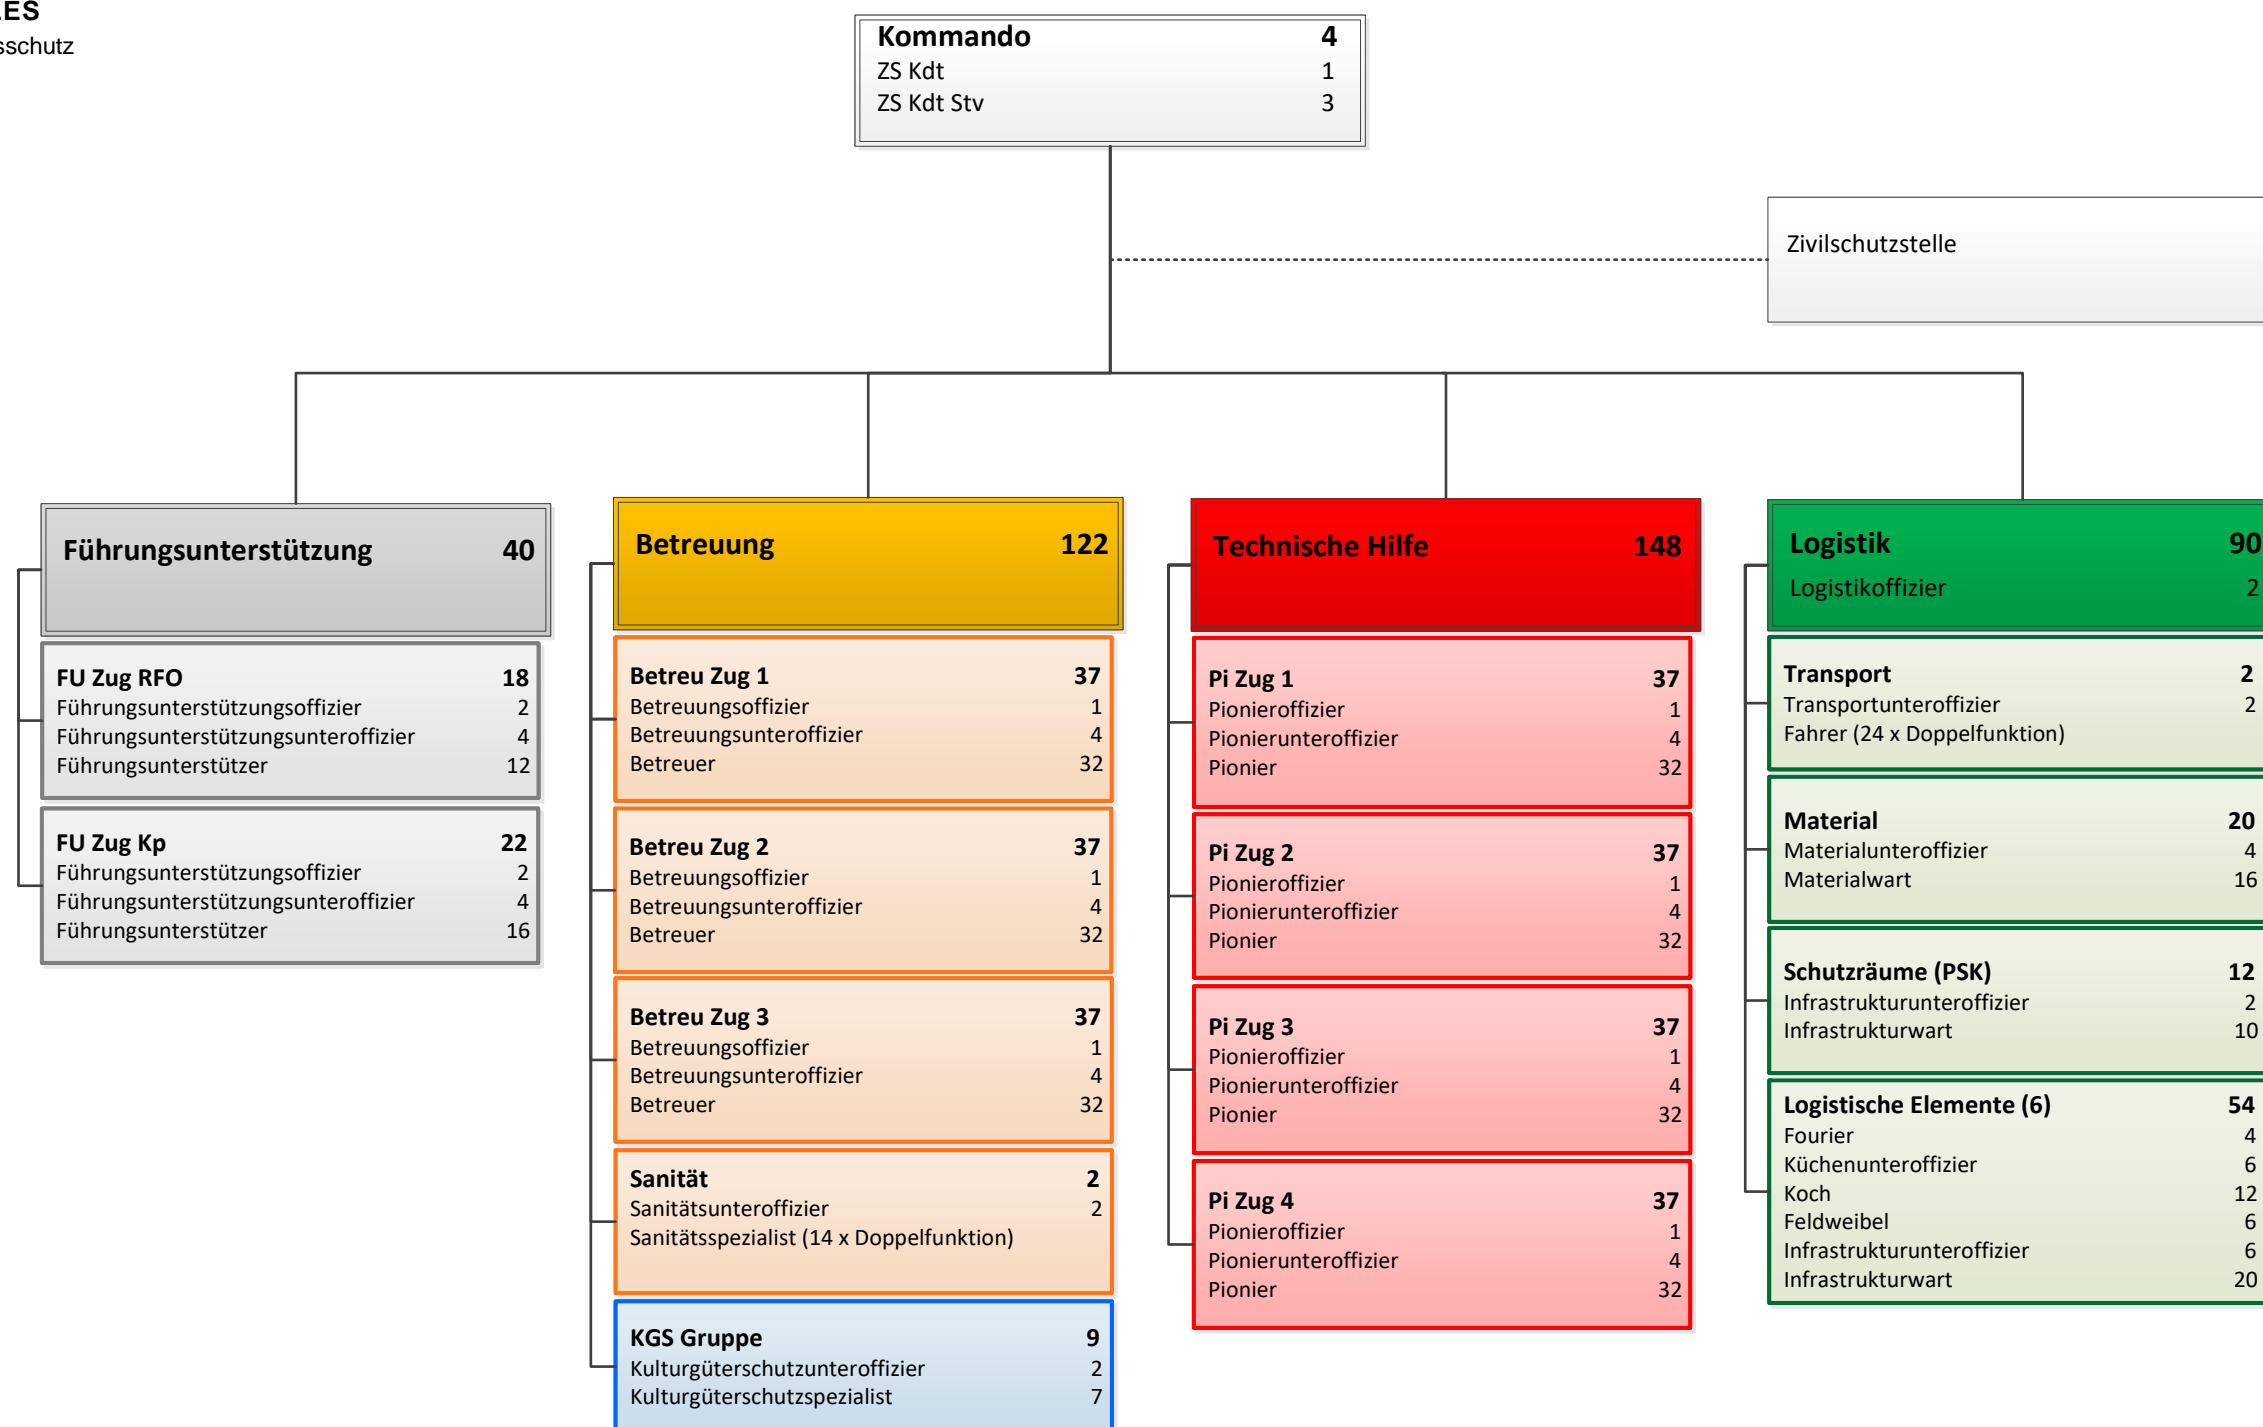 LES
sschutz
Kommando 4
ZS Kdt 1
ZS Kdt Stv 3
Zivilschutzstelle
Führungsunterstützung 40
FU Zug RFO 18
Führungsunterstützungsoffizier 2
Führungsunterstützungsunteroffizier 4
Führungsunterstützer 12
FU Zug Kp 22
Führungsunterstützungsoffizier 2
Führungsunterstützungsunteroffizier 4
Führungsunterstützer 16
Betreuung 122
Betreu Zug 1 37
Betreuungsoffizier 1
Betreuungsunteroffizier 4
Betreuer 32
Betreu Zug 2 37
Betreuungsoffizier 1
Betreuungsunteroffizier 4
Betreuer 32
Betreu Zug 3 37
Betreuungsoffizier 1
Betreuungsunteroffizier 4
Betreuer 32
Sanität 2
Sanitätsunteroffizier 2
Sanitätsspezialist (14 x Doppelfunktion)
KGS Gruppe 9
Kulturgüterschutzunteroffizier 2
Kulturgüterschutzspezialist 7
Technische Hilfe 148
Pi Zug 1 37
Pionieroffizier 1
Pionierunteroffizier 4
Pionier 32
Pi Zug 2 37
Pionieroffizier 1
Pionierunteroffizier 4
Pionier 32
Pi Zug 3 37
Pionieroffizier 1
Pionierunteroffizier 4
Pionier 32
Pi Zug 4 37
Pionieroffizier 1
Pionierunteroffizier 4
Pionier 32
Logistik 90
Logistikoffizier 2
Transport 2
Transportunteroffizier 2
Fahrer (24 x Doppelfunktion)
Material 20
Materialunteroffizier 4
Materialwart 16
Schutzräume (PSK) 12
Infrastrukturunteroffizier 2
Infrastrukturwart 10
Logistische Elemente (6) 54
Fourier 4
Küchenunteroffizier 6
Koch 12
Feldweibel 6
Infrastrukturunteroffizier 6
Infrastrukturwart 20